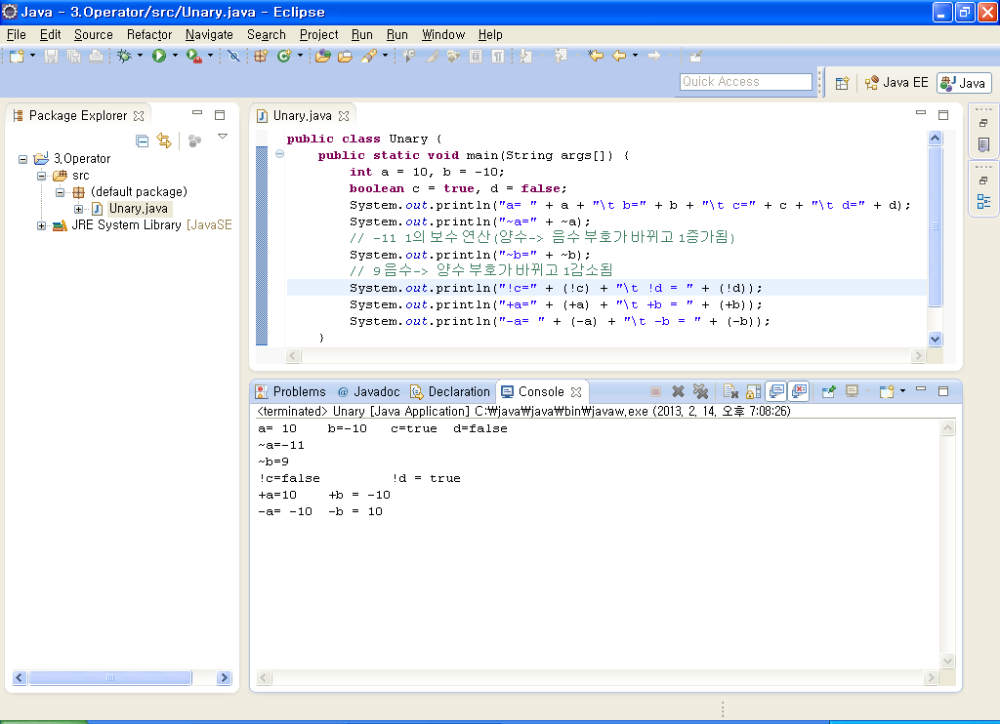 Java - 3.Operator/src/Unary.java - Eclipse
File Edit Source Refactor Navigate Search Project Run Run Window Help
Quick Access
Java EE
Java
Package Explorer
3.Operator
src
(default package)
Unary.java
JRE System Library [JavaSE
Unary.java
public class Unary {
public static void main(String args[]) {
int a = 10, b = -10;
boolean c = true, d = false;
System.out.println("a= " + a + "\t b=" + b + "\t c=" + c + "\t d=" + d);
System.out.println("~a=" + ~a);
// -11 1의 보수 연산(양수-> 음수 부호가 바뀌고 1증가됨)
System.out.println("~b=" + ~b);
// 9음수-> 양수 부호가 바뀌고 1감소됨
System.out.println("!c=" + (!c) + "\t !d = " + (!d));
System.out.println("+a=" + (+a) + "\t +b = " + (+b));
System.out.println("-a= " + (-a) + "\t -b = " + (-b));
}
Problems @ Javadoc Declaration Console
<terminated> Unary [Java Application] C:₩java₩java₩bin₩javaw.exe (2013, 2, 14, 오후 7:08:26)
a= 10 b=-10 c=true d=false
~a=-11
~b=9
!c=false !d = true
+a=10 +b = -10
-a= -10 -b = 10